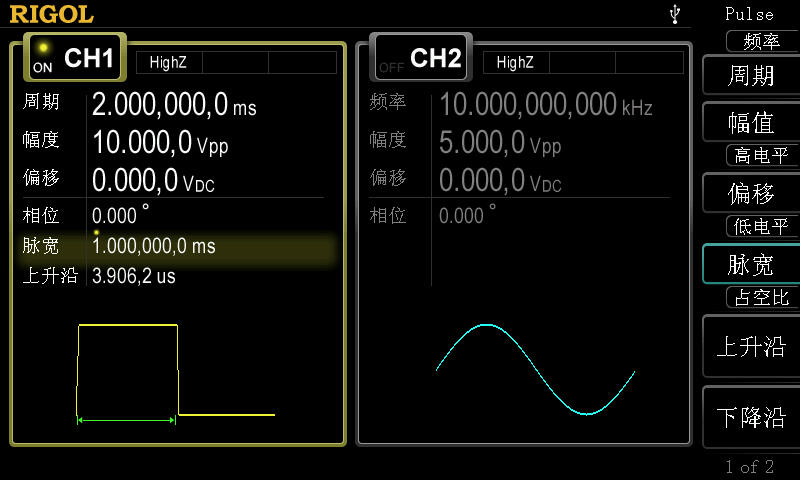 RIGOL
Pulse
ON CH1 HighZ
周期 2.000,000,0 ms
幅度 10.000,0 Vpp
偏移 0.000,0 VDC
相位 0.000 °
脉宽 1.000,000,0 ms
上升沿 3.906,2 us
OFF CH2 HighZ
频率 10.000,000,000 kHz
幅度 5.000,0 Vpp
偏移 0.000,0 VDC
相位 0.000 °
频率
周期
幅值
高电平
偏移
低电平
脉宽
占空比
上升沿
下降沿
1 of 2